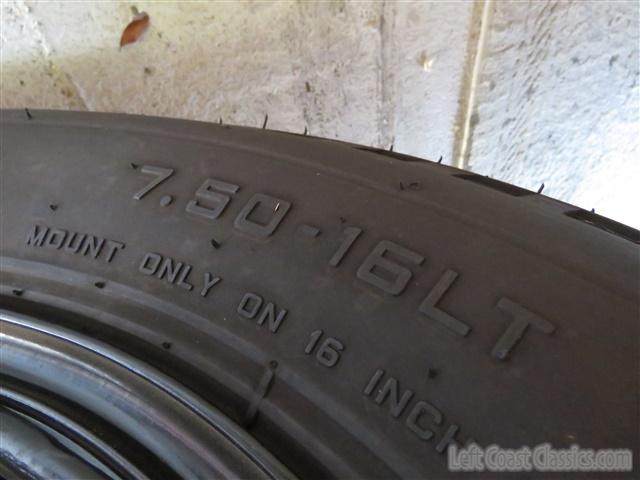 7.50-16LT
MOUNT ONLY ON 16 INCH
Left Coast Classics.com